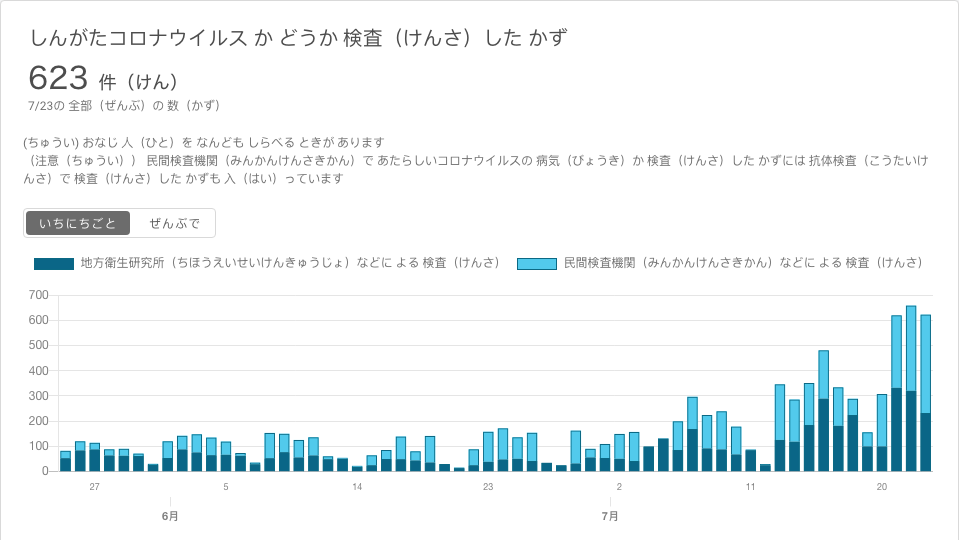 しんがたコロナウイルス か どうか 検査（けんさ）した かず
623 件（けん）
7/23の 全部（ぜんぶ）の 数（かず）
(ちゅうい) おなじ 人（ひと）を なんども しらべる ときが あります
（注意（ちゅうい）） 民間検査機関（みんかんけんさきかん）で あたらしいコロナウイルスの 病気（びょうき）か 検査（けんさ）した かずには 抗体検査（こうたいけ
んさ）で 検査（けんさ）した かずも 入（はい）っています
いちにちごと ぜんぶで
地方衛生研究所（ちほうえいせいけんきゅうじょ）などに よる 検査（けんさ） 民間検査機関（みんかんけんさきかん）などに よる 検査（けんさ）
700
600
500
400
300
200
100
0
27 5 14 23 2 11 20
6月 7月